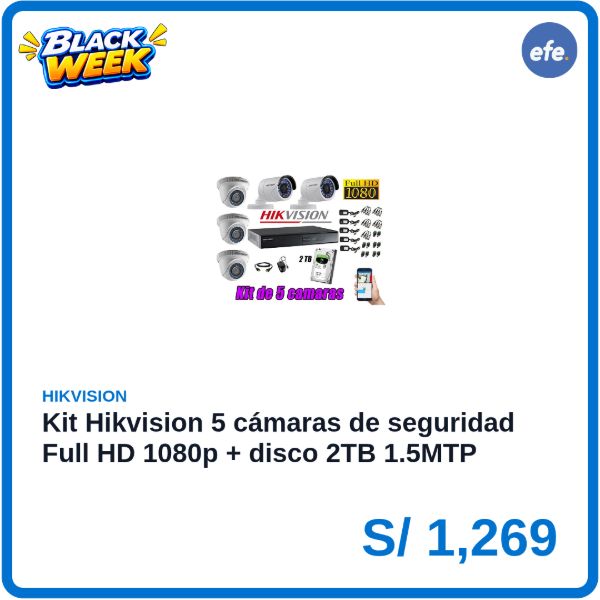 BLACK
WEEK
efe.
Full HD
1080
HIKVISION
2 TB
Kit de 5 camaras
HIKVISION
Kit Hikvision 5 cámaras de seguridad
Full HD 1080p + disco 2TB 1.5MTP
S/ 1,269